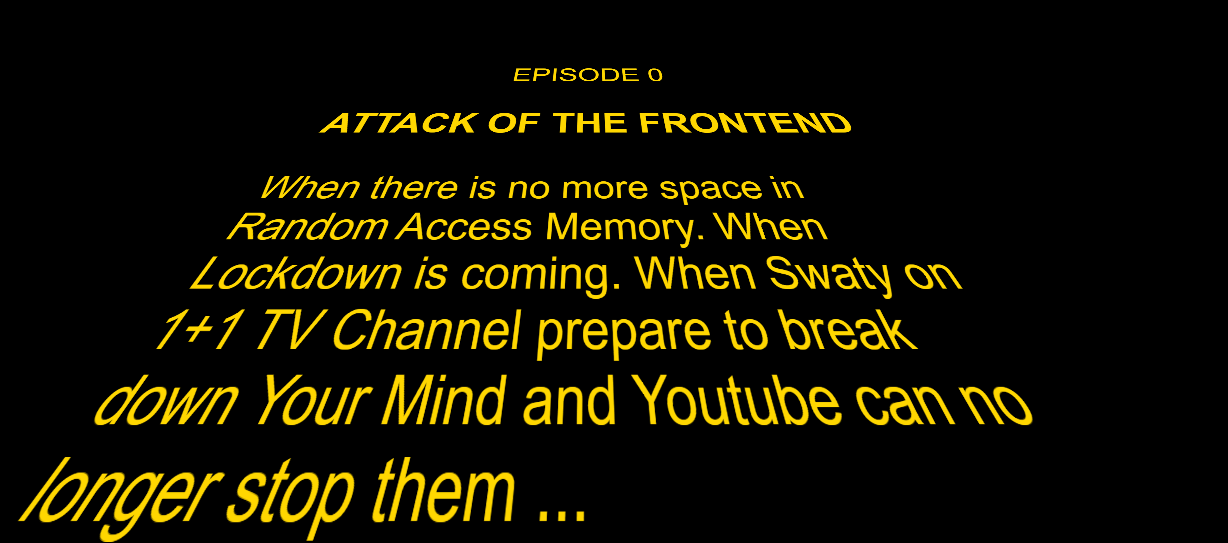 EPISODE 0
ATTACK OF THE FRONTEND
When there is no more space in
Random Access Memory. When
Lockdown is coming. When Swaty on
1+1 TV Channel prepare to break
down Your Mind and Youtube can no
longer stop them ...